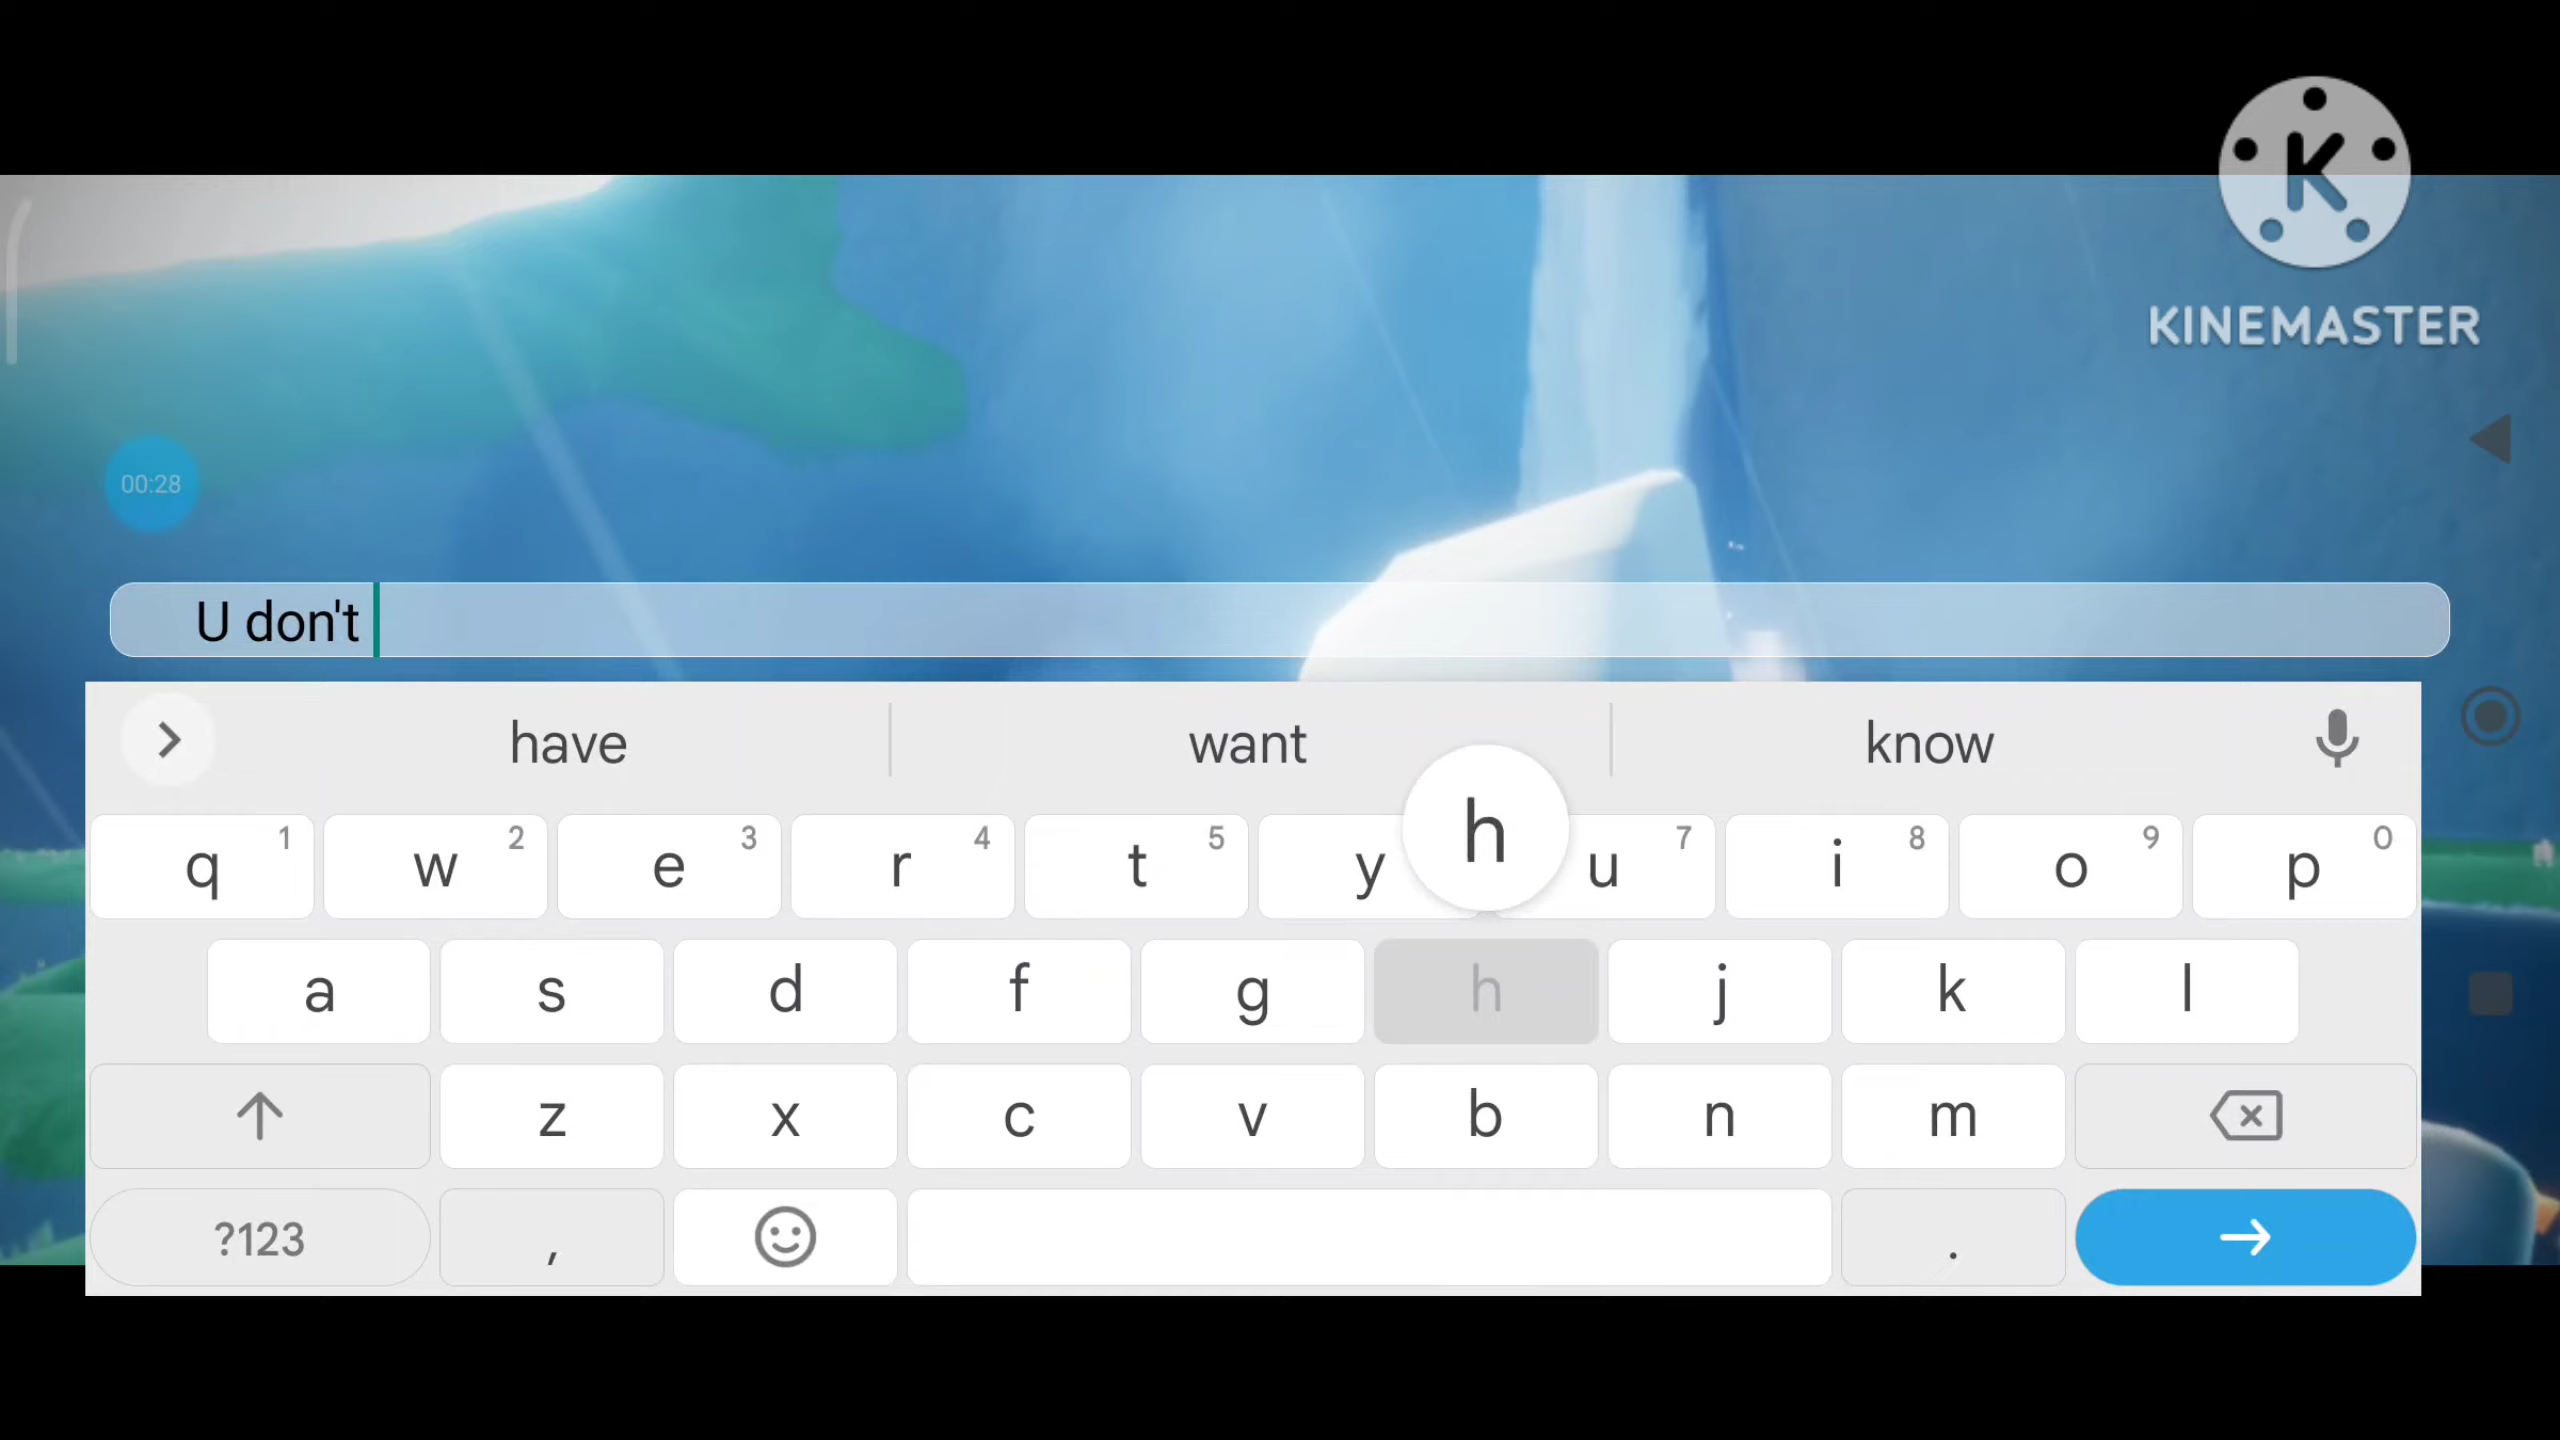 K
KINEMASTER
00:28
U don't
have want know
h
q 1 w 2 e 3 r 4 t 5 y u 7 i 8 o 9 p 0
a s d f g h j k l
z x c v b n m
?123 , .